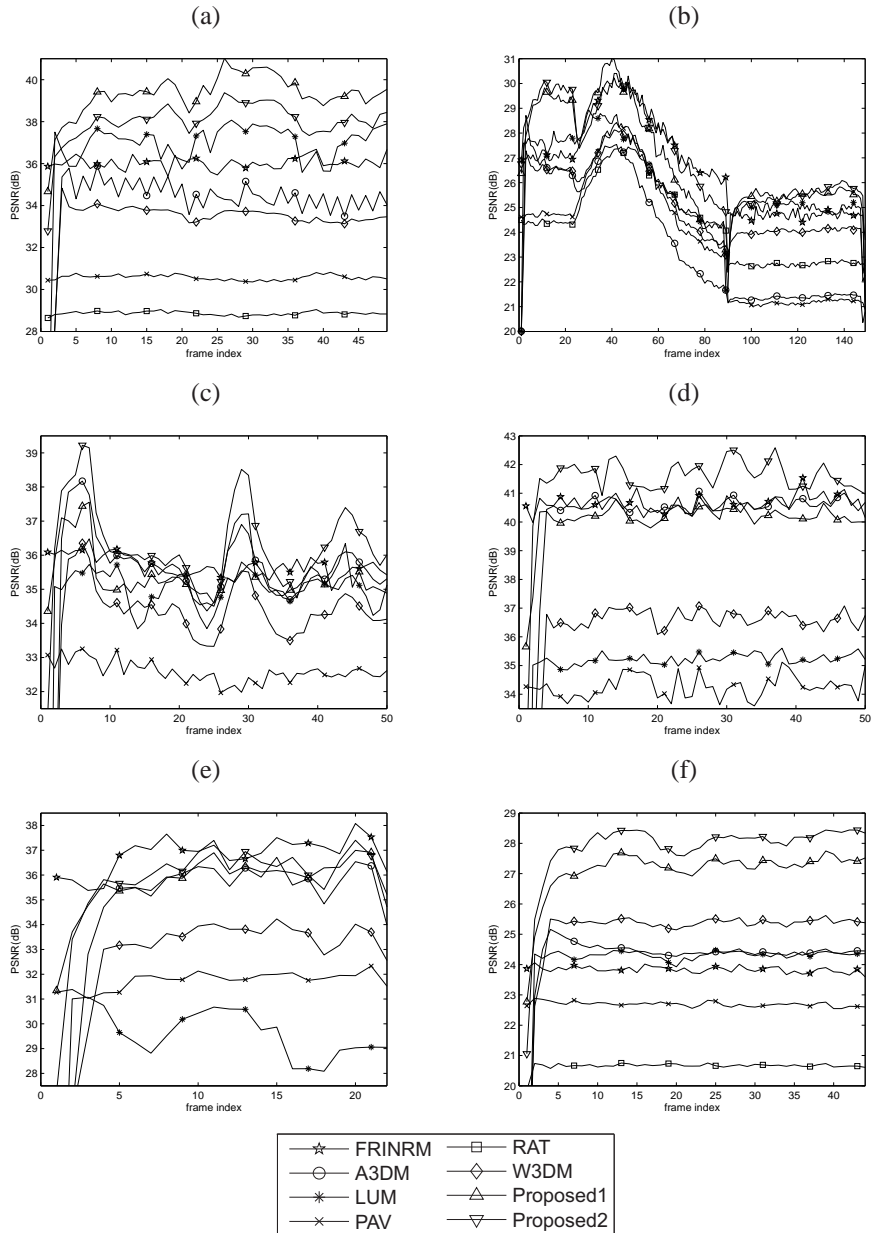 (a)
(b)
PSNR(dB)
40
38
36
34
32
30
28
0 5 10 15 20 25 30 35 40 45
frame index
PSNR(dB)
31
30
29
28
27
26
25
24
23
22
21
20
0 20 40 60 80 100 120 140
frame index
(c)
(d)
PSNR(dB)
39
38
37
36
35
34
33
32
0 10 20 30 40 50
frame index
PSNR(dB)
43
42
41
40
39
38
37
36
35
34
0 10 20 30 40 50
frame index
(e)
(f)
PSNR(dB)
38
37
36
35
34
33
32
31
30
29
28
0 5 10 15 20
frame index
PSNR(dB)
29
28
27
26
25
24
23
22
21
20
0 5 10 15 20 25 30 35 40
frame index
FRINRM
A3DM
LUM
PAV
RAT
W3DM
Proposed1
Proposed2